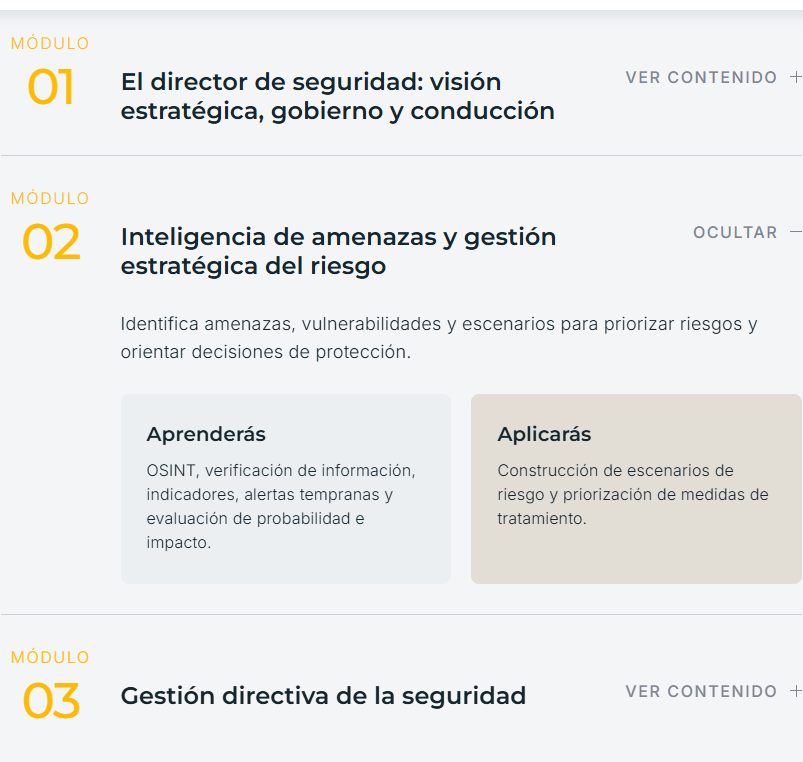 MÓDULO
01
El director de seguridad: visión
estratégica, gobierno y conducción
VER CONTENIDO +
MÓDULO
02
Inteligencia de amenazas y gestión
estratégica del riesgo
OCULTAR −
Identifica amenazas, vulnerabilidades y escenarios para priorizar riesgos y
orientar decisiones de protección.
Aprenderás
OSINT, verificación de información,
indicadores, alertas tempranas y
evaluación de probabilidad e
impacto.
Aplicarás
Construcción de escenarios de
riesgo y priorización de medidas de
tratamiento.
MÓDULO
03
Gestión directiva de la seguridad
VER CONTENIDO +